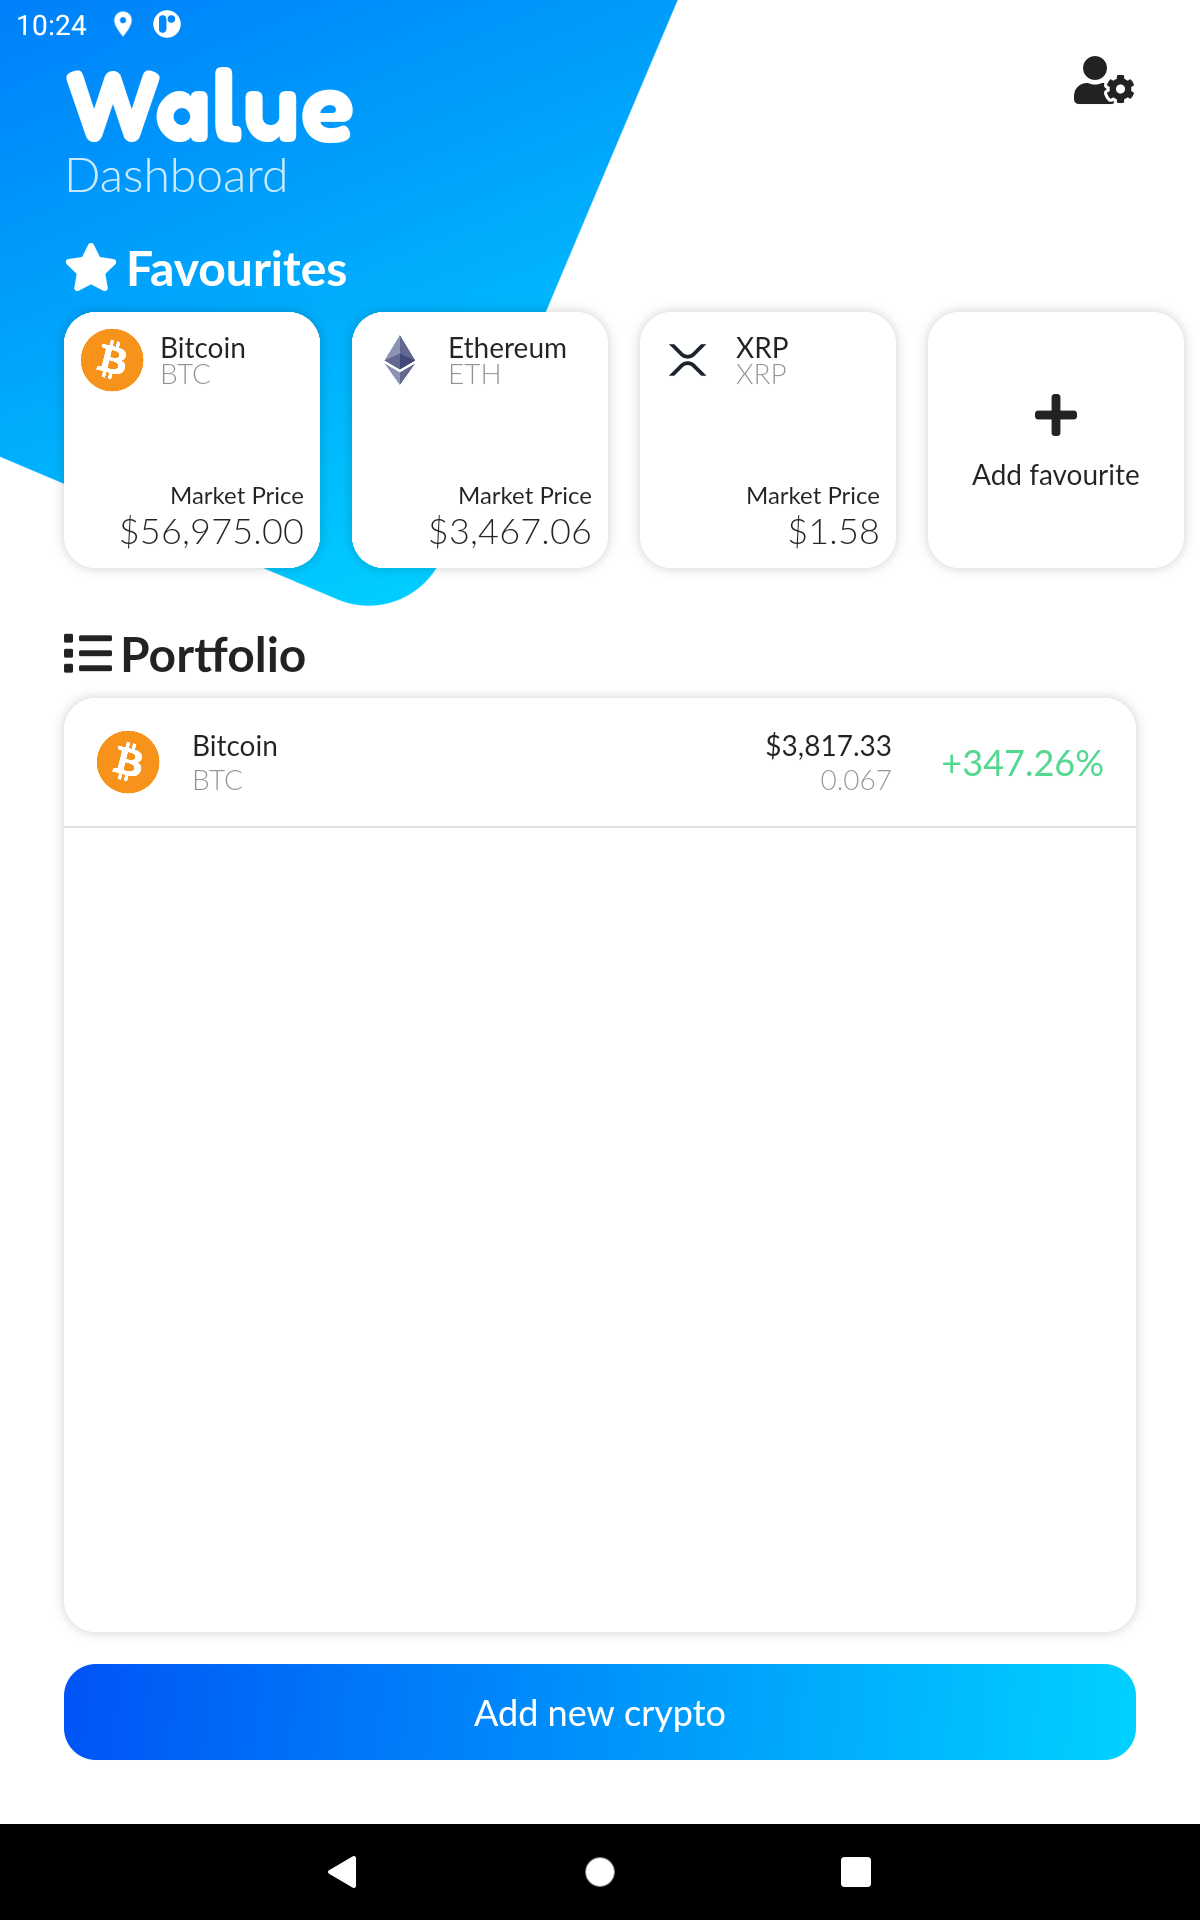 10:24
Walue
Dashboard
Favourites
Bitcoin
BTC
Market Price
$56,975.00
Ethereum
ETH
Market Price
$3,467.06
XRP
XRP
Market Price
$1.58
Add favourite
Portfolio
Bitcoin
BTC
$3,817.33
0.067
+347.26%
Add new crypto